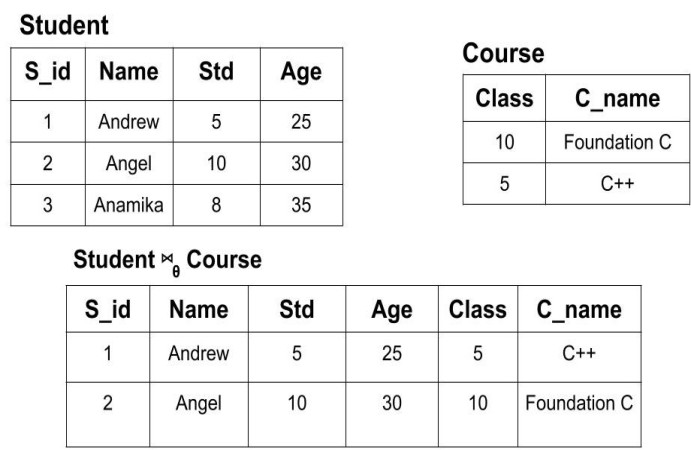 Student
S_id Name Std Age
1 Andrew 5 25
2 Angel 10 30
3 Anamika 8 35
Course
Class C_name
10 Foundation C
5 C++
Student ⋈θ Course
S_id Name Std Age Class C_name
1 Andrew 5 25 5 C++
2 Angel 10 30 10 Foundation C